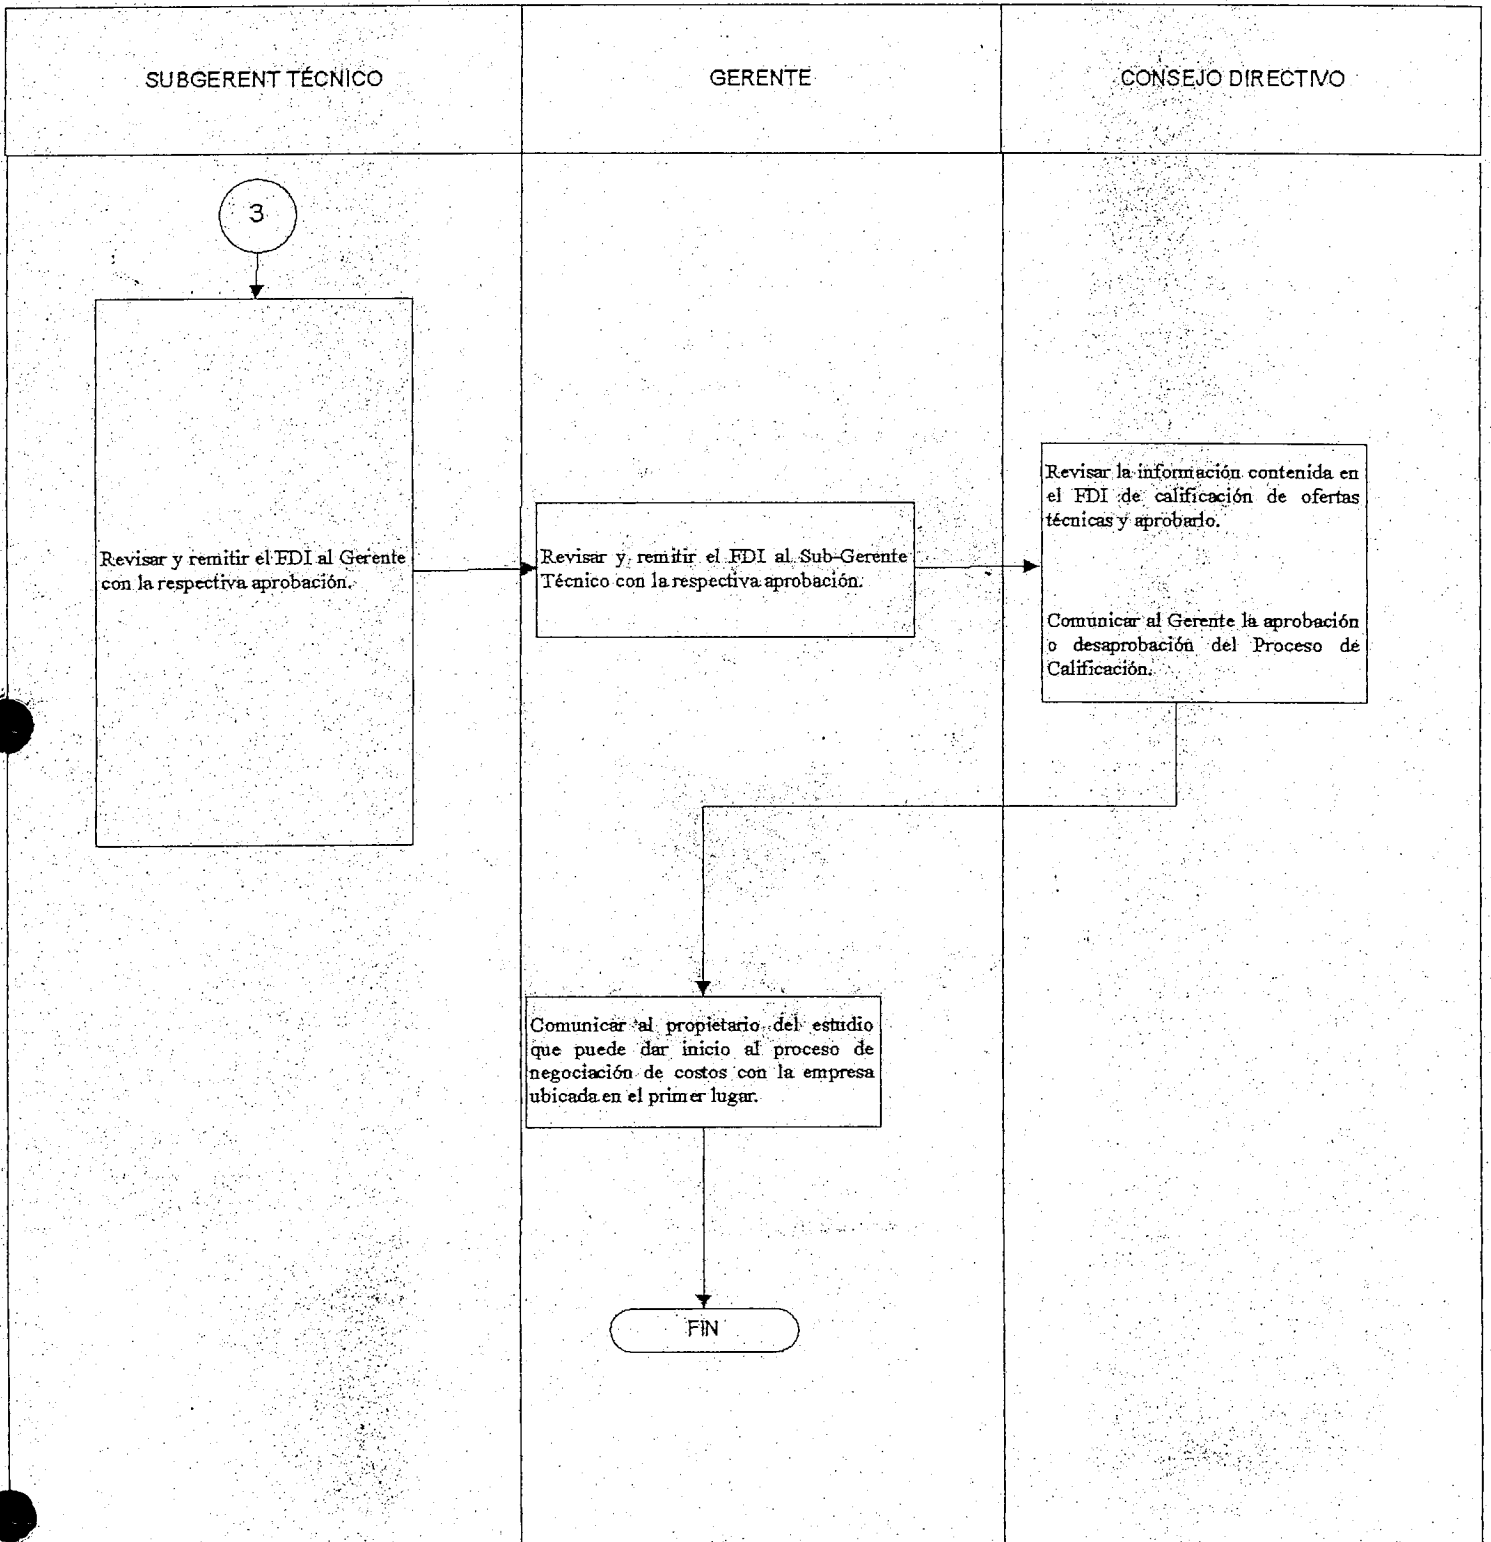 SUBGERENT TÉCNICO
GERENTE
CONSEJO DIRECTIVO
3
Revisar y remitir el FDI al Gerente
con la respectiva aprobación.
Revisar y remitir el FDI al Sub-Gerente
Técnico con la respectiva aprobación.
Revisar la información contenida en
el FDI de calificación de ofertas
técnicas y aprobarlo.
Comunicar al Gerente la aprobación
o desaprobación del Proceso de
Calificación.
Comunicar al propietario del estudio
que puede dar inicio al proceso de
negociación de costos con la empresa
ubicada en el primer lugar.
FIN